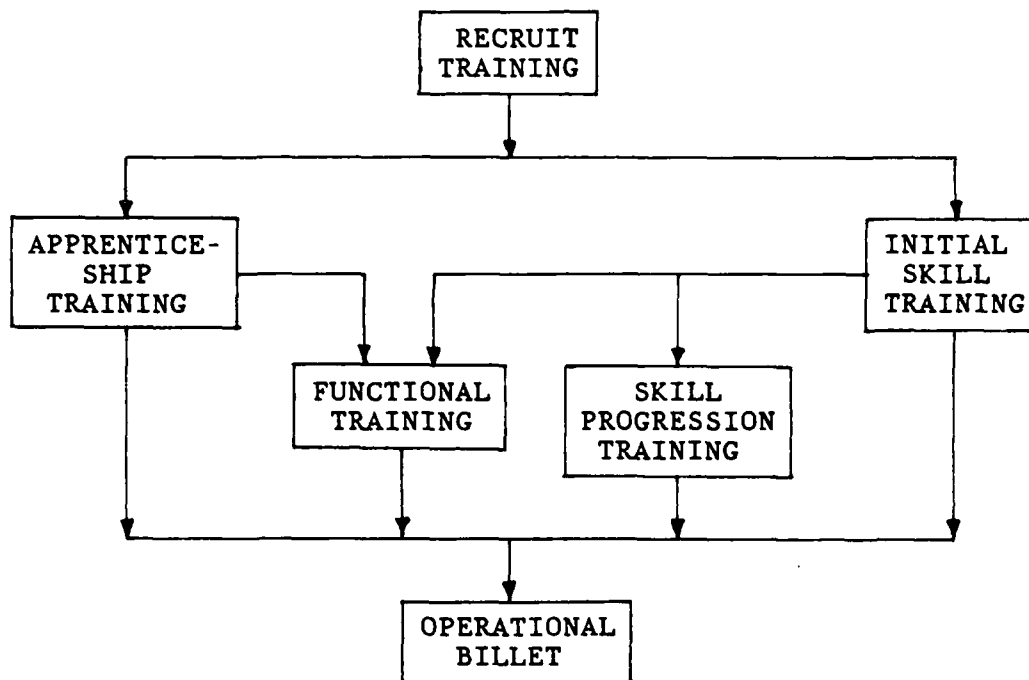 RECRUIT
TRAINING
APPRENTICE-
SHIP
TRAINING
INITIAL
SKILL
TRAINING
FUNCTIONAL
TRAINING
SKILL
PROGRESSION
TRAINING
OPERATIONAL
BILLET